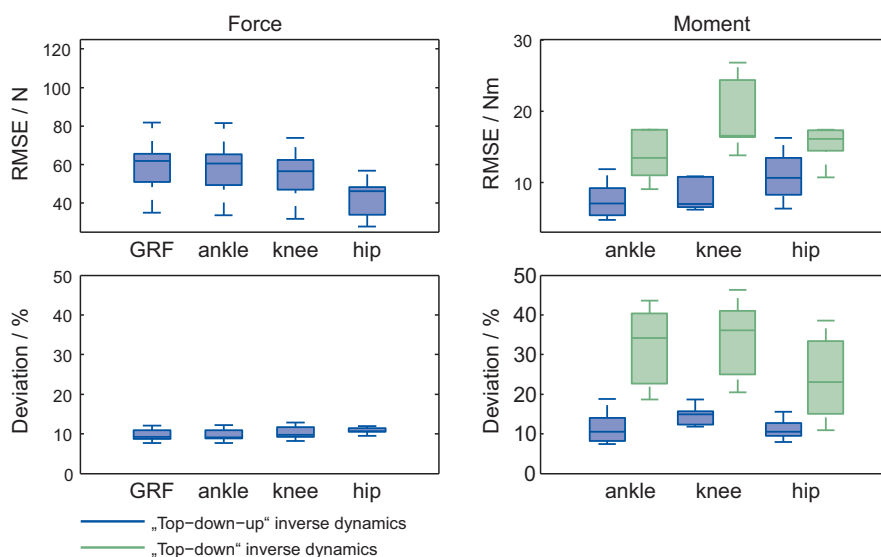 Force
120
100
80
60
40
RMSE / N
GRF ankle knee hip
Moment
30
20
10
RMSE / Nm
ankle knee hip
50
40
30
20
10
0
Deviation / %
GRF ankle knee hip
50
40
30
20
10
0
Deviation / %
ankle knee hip
„Top−down−up“ inverse dynamics
„Top−down“ inverse dynamics